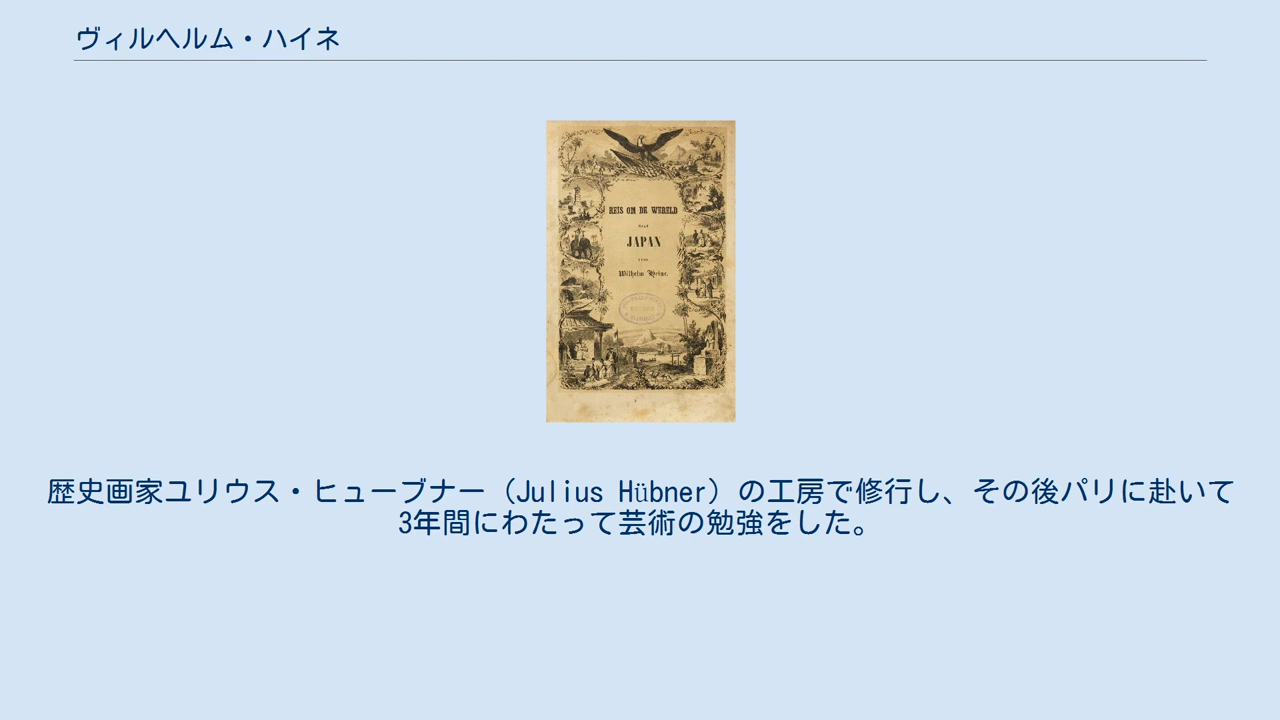 ヴィルヘルム・ハイネ
REIS OM DE WERELD
JAPAN
Wilhelm Heine.
歴史画家ユリウス・ヒューブナー（Julius Hübner）の工房で修行し、その後パリに赴いて
3年間にわたって芸術の勉強をした。